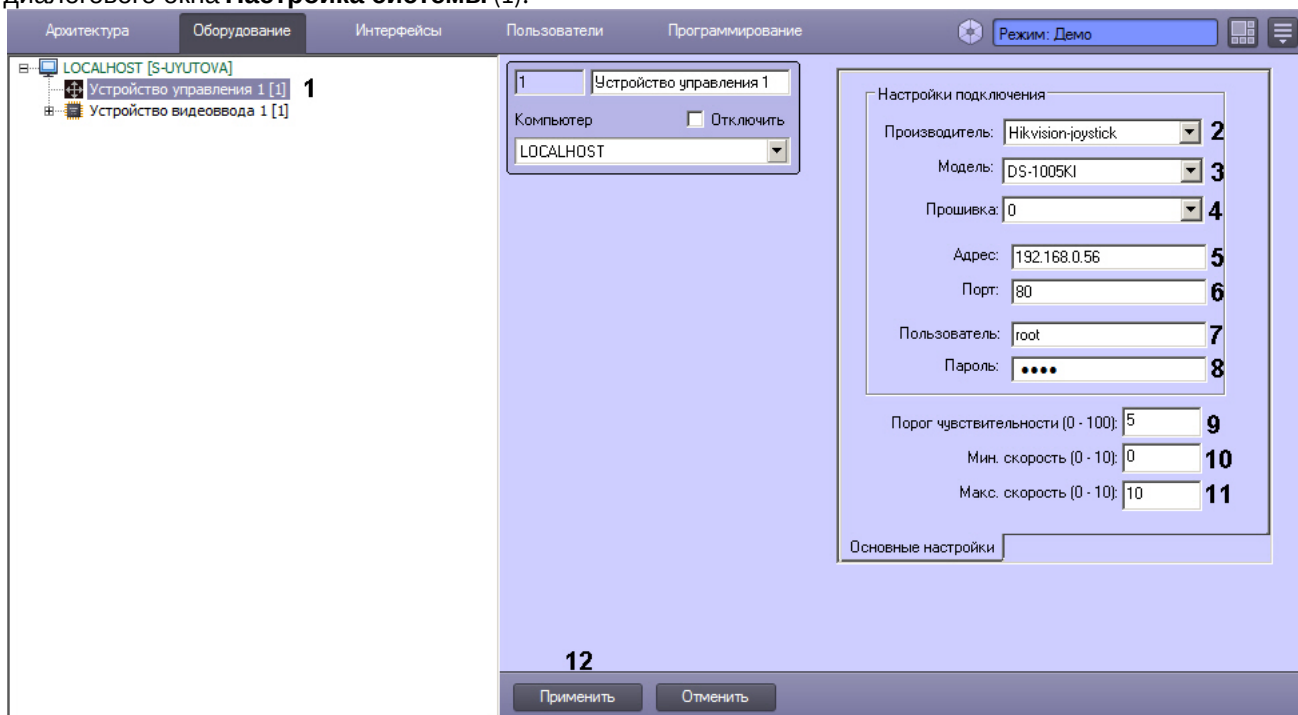 диалогового окна Настройка системы (1).
Архитектура Оборудование Интерфейсы Пользователи Программирование Режим: Демо
LOCALHOST [S-UYUTOVA]
Устройство управления 1 [1] 1
Устройство видеоввода 1 [1]
1 Устройство управления 1
Компьютер Отключить
LOCALHOST
Настройки подключения
Производитель: Hikvision-joystick 2
Модель: DS-1005KI 3
Прошивка: 0 4
Адрес: 192.168.0.56 5
Порт: 80 6
Пользователь: root 7
Пароль: •••• 8
Порог чувствительности (0 - 100): 5 9
Мин. скорость (0 - 10): 0 10
Макс. скорость (0 - 10): 10 11
Основные настройки
12
Применить Отменить